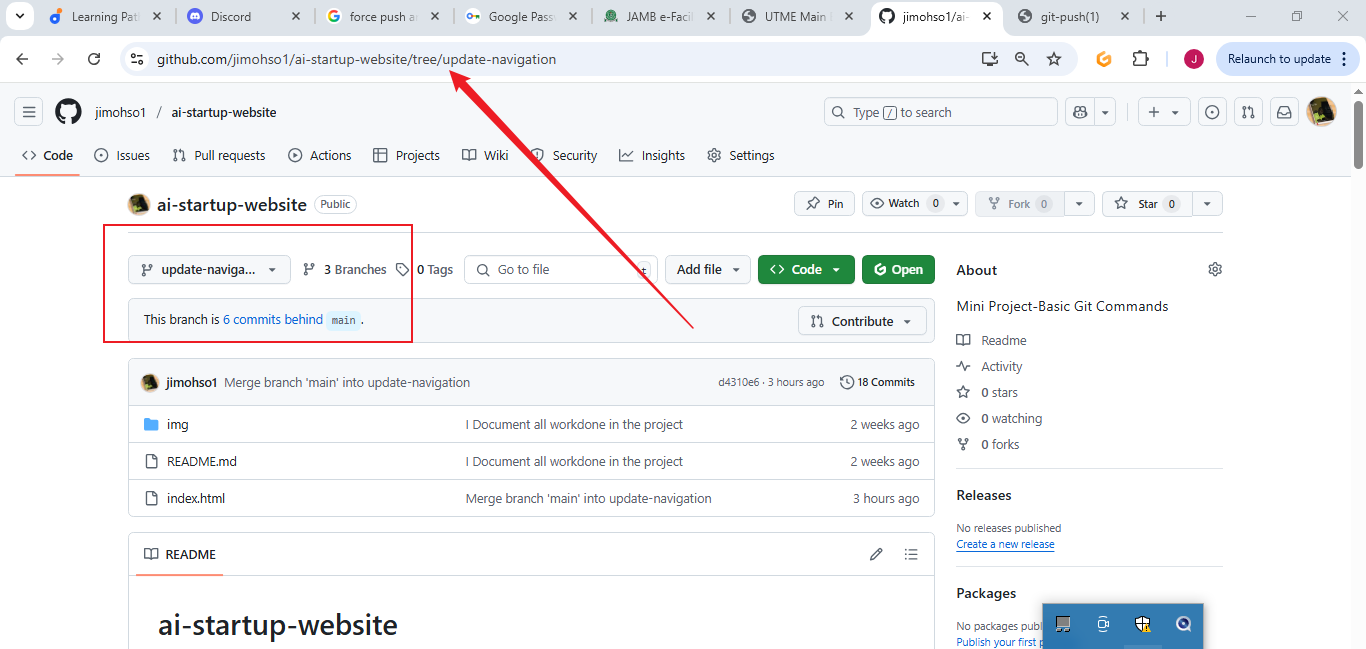 Learning Pat
Discord
force push a
Google Pass
JAMB e-Facil
UTME Main
jimohso1/ai-
git-push(1)
github.com/jimohso1/ai-startup-website/tree/update-navigation
J
Relaunch to update
jimohso1 / ai-startup-website
Type / to search
Code
Issues
Pull requests
Actions
Projects
Wiki
Security
Insights
Settings
ai-startup-website
Public
Pin
Watch 0
Fork 0
Star 0
update-naviga...
3 Branches
0 Tags
Go to file
t
Add file
Code
Open
This branch is 6 commits behind main .
Contribute
jimohso1 Merge branch 'main' into update-navigation
d4310e6 · 3 hours ago
18 Commits
img
I Document all workdone in the project
2 weeks ago
README.md
I Document all workdone in the project
2 weeks ago
index.html
Merge branch 'main' into update-navigation
3 hours ago
README
ai-startup-website
About
Mini Project-Basic Git Commands
Readme
Activity
0 stars
0 watching
0 forks
Releases
No releases published
Create a new release
Packages
No packages publ
Publish your first p